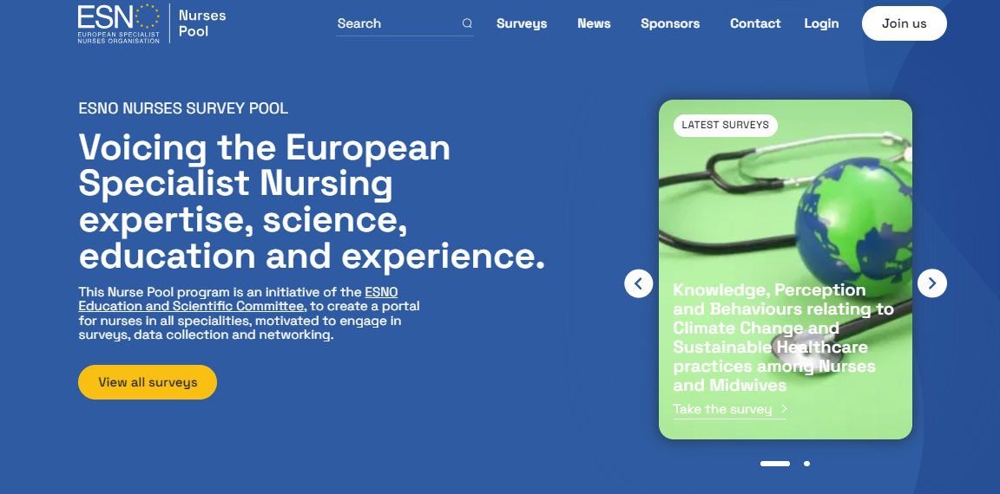 ESNO
EUROPEAN SPECIALIST
NURSES ORGANISATION
Nurses
Pool
Search
Surveys
News
Sponsors
Contact
Login
Join us
ESNO NURSES SURVEY POOL
Voicing the European
Specialist Nursing
expertise, science,
education and experience.
This Nurse Pool program is an initiative of the ESNO
Education and Scientific Committee, to create a portal
for nurses in all specialities, motivated to engage in
surveys, data collection and networking.
View all surveys
LATEST SURVEYS
Knowledge, Perception
and Behaviours relating to
Climate Change and
Sustainable Healthcare
practices among Nurses
and Midwives
Take the survey